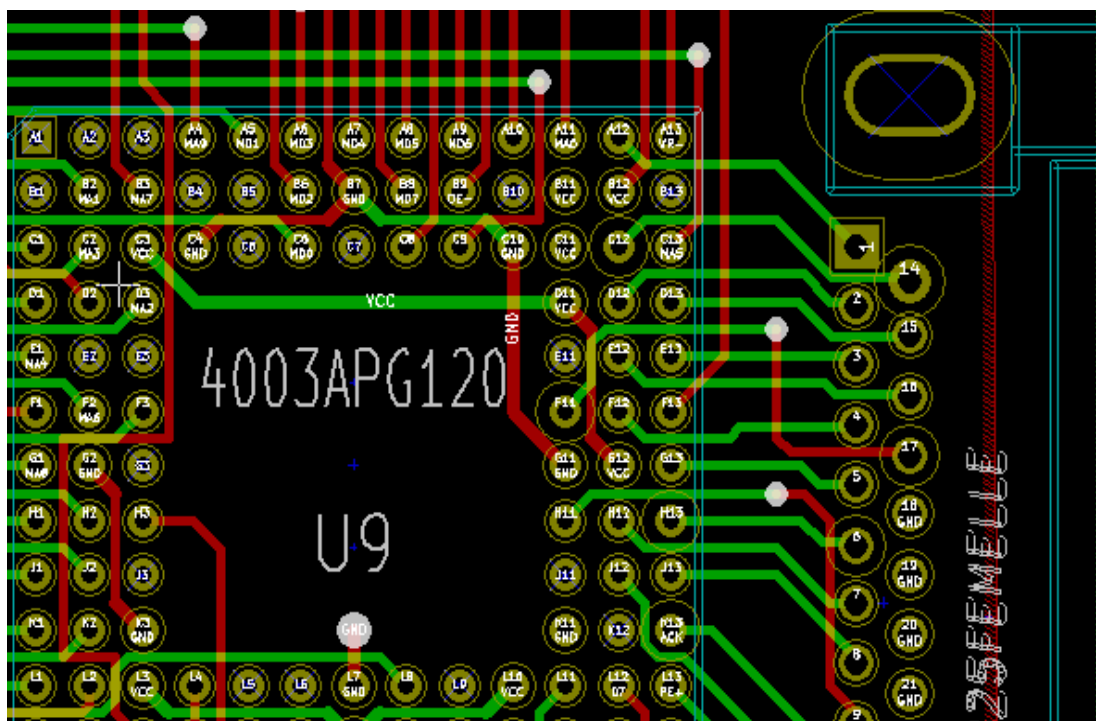 A1 A2 A3 A4 A5 A6 A7 A8 A9 A10 A11 A12 A13
MA9 MD1 MD3 MD4 MD5 MD6 VR-
B2 B3 B4 B5 B6 B7 B10 B11 B12 B13
MA1 MA7 MD2 GND MD7 OE- VCC VCC
1
C1 C2 C3 C4 C6 C7 C8 C9 C10 C11 C12 C13
MA3 VCC GND MD0 GND VCC MA5
14
D1 D2 D3 D11 D12 D13
MA2 VCC
VCC
2
GND
15
E1 E2 E3 E11 E12 E13
MA4
3
4003APG120
16
F1 F2 F3 F11 F12 F13
MA6
4
17
G1 G2 G3 G11 G12 G13
GND GND VCC
5
25FEMELLE
18
GND
H1 H2 H3 H11 H12 H13
6
U9
J1 J2 J3 J11 J12 J13
19
GND
7
K1 K2 K3 K11 K12 K13
GND GND GND ACK
20
GND
8
L1 L2 L3 L4 L5 L6 L7 L8 L9 L10 L11 L12 L13
VCC GND VCC D7 PE+
21
GND
9